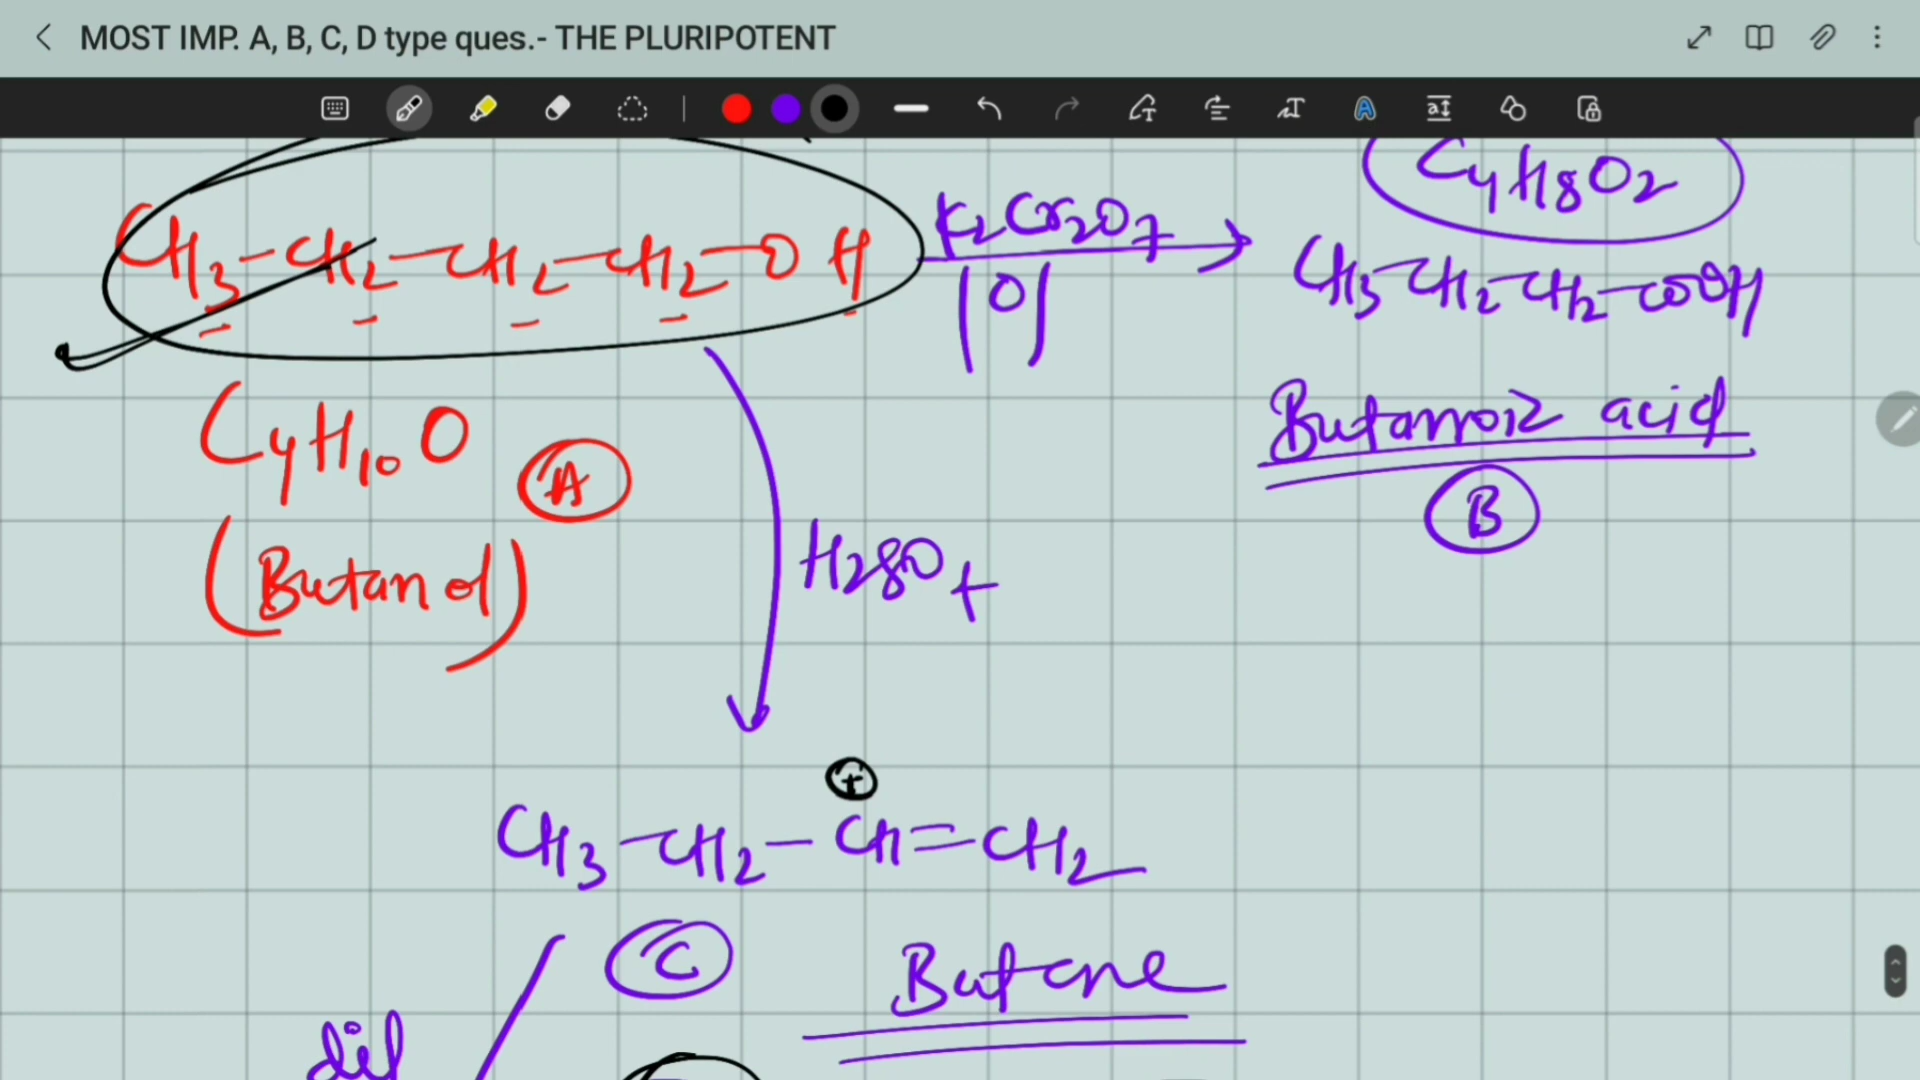 MOST IMP. A, B, C, D type ques.- THE PLURIPOTENT
C4H8O2
K2Cr2O7
CH3-CH2-CH2-CH2-OH
|O|
CH3-CH2-CH2-COOH
C4H10O
A
Butanoic acid
B
(Butanol)
H2SO4
+
CH3-CH2-CH=CH2
C
Butene
dil